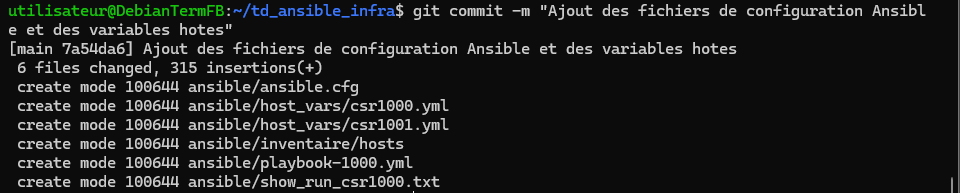 utilisateur@DebianTermFB:~/td_ansible_infra$ git commit -m "Ajout des fichiers de configuration Ansibl
e et des variables hotes"
[main 7a54da6] Ajout des fichiers de configuration Ansible et des variables hotes
 6 files changed, 315 insertions(+)
 create mode 100644 ansible/ansible.cfg
 create mode 100644 ansible/host_vars/csr1000.yml
 create mode 100644 ansible/host_vars/csr1001.yml
 create mode 100644 ansible/inventaire/hosts
 create mode 100644 ansible/playbook-1000.yml
 create mode 100644 ansible/show_run_csr1000.txt